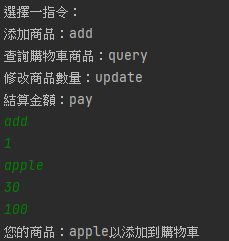 選擇一指令：
添加商品：add
查詢購物車商品：query
修改商品數量：update
結算金額：pay
add
1
apple
30
100
您的商品：apple以添加到購物車